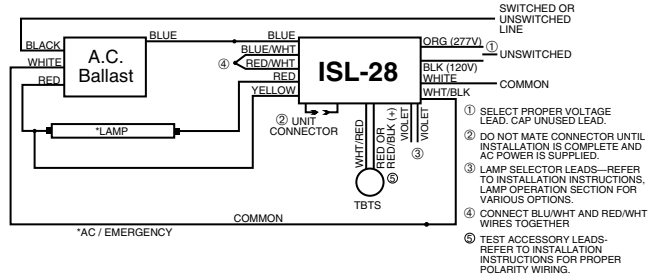 SWITCHED OR
UNSWITCHED
LINE
BLUE
BLUE
BLACK
ORG (277V)
①
BLUE/WHT
A.C.
Ballast
UNSWITCHED
WHITE
④
RED/WHT
ISL-28
BLK (120V)
RED
RED
WHITE
COMMON
YELLOW
WHT/BLK
② UNIT
CONNECTOR
*LAMP
WHT/RED
RED OR
RED/BLK (+)
VIOLET
VIOLET
③
⑤
TBTS
COMMON
*AC / EMERGENCY
① SELECT PROPER VOLTAGE
LEAD. CAP UNUSED LEAD.
② DO NOT MATE CONNECTOR UNTIL
INSTALLATION IS COMPLETE AND
AC POWER IS SUPPLIED.
③ LAMP SELECTOR LEADS—REFER
TO INSTALLATION INSTRUCTIONS,
LAMP OPERATION SECTION FOR
VARIOUS OPTIONS.
④ CONNECT BLU/WHT AND RED/WHT
WIRES TOGETHER
⑤ TEST ACCESSORY LEADS-
REFER TO INSTALLATION
INSTRUCTIONS FOR PROPER
POLARITY WIRING.